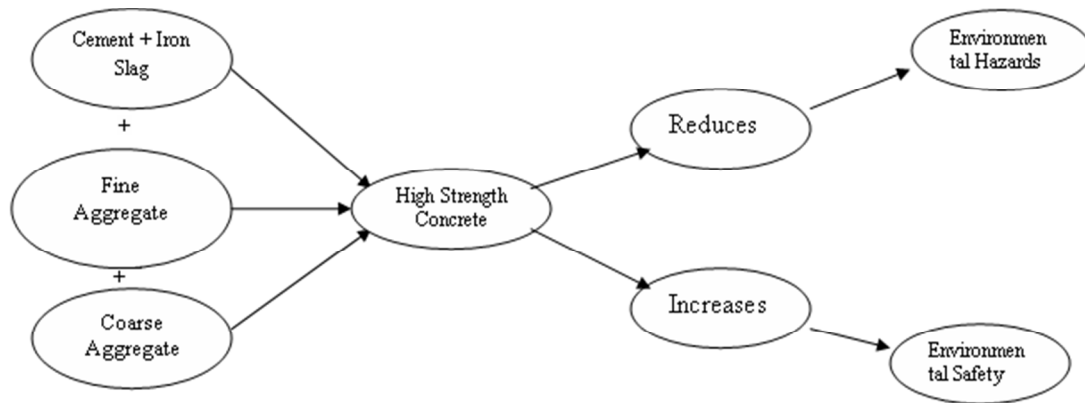 Cement + Iron
Slag
+
Fine
Aggregate
+
Coarse
Aggregate
High Strength
Concrete
Reduces
Increases
Environmen
tal Hazards
Environmen
tal Safety